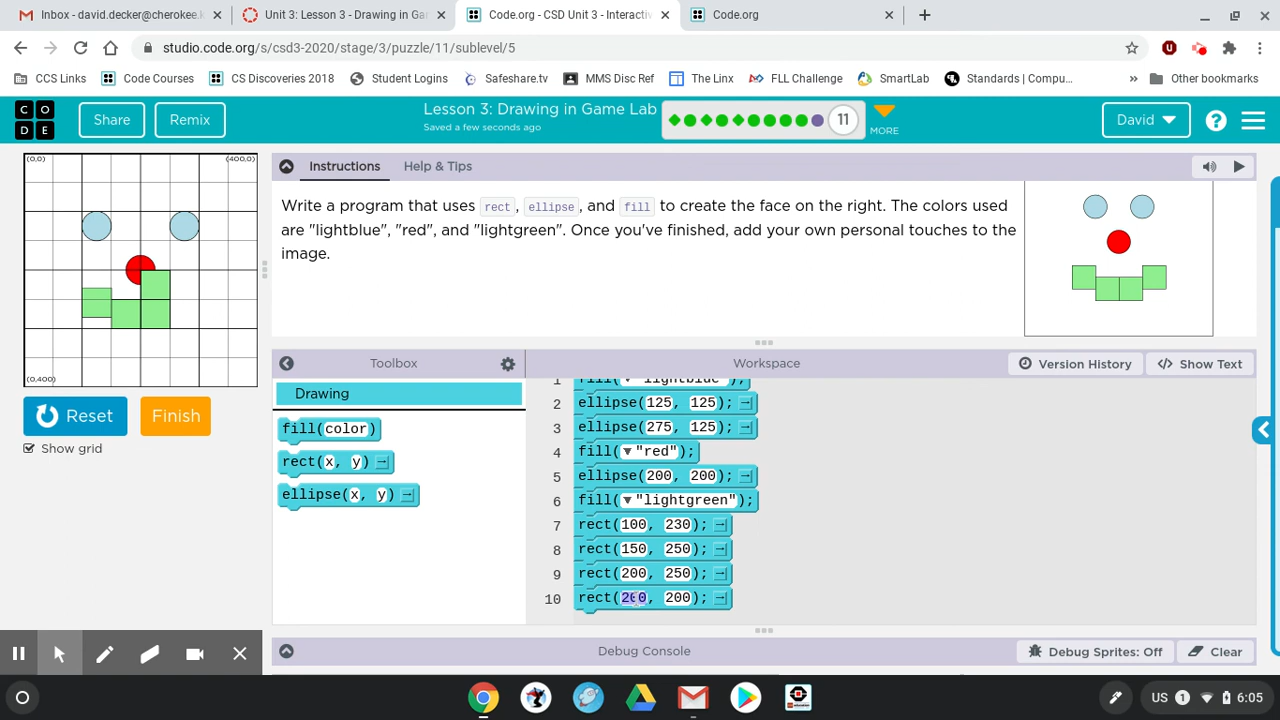 Inbox - david.decker@cherokee.k
Unit 3: Lesson 3 - Drawing in Gar
Code.org - CSD Unit 3 - Interactiv
Code.org
studio.code.org/s/csd3-2020/stage/3/puzzle/11/sublevel/5
CCS Links
Code Courses
CS Discoveries 2018
Student Logins
Safeshare.tv
MMS Disc Ref
The Linx
FLL Challenge
SmartLab
Standards | Compu...
Other bookmarks
C O
D E
Share
Remix
Lesson 3: Drawing in Game Lab
Saved a few seconds ago
11
MORE
David
(0,0)
(400,0)
(0,400)
Reset
Finish
Show grid
Instructions
Help & Tips
Write a program that uses rect, ellipse, and fill to create the face on the right. The colors used
are "lightblue", "red", and "lightgreen". Once you've finished, add your own personal touches to the
image.
Toolbox
Workspace
Version History
Show Text
Drawing
fill(color)
rect(x, y)
ellipse(x, y)
1 fill("lightblue");
2 ellipse(125, 125);
3 ellipse(275, 125);
4 fill("red");
5 ellipse(200, 200);
6 fill("lightgreen");
7 rect(100, 230);
8 rect(150, 250);
9 rect(200, 250);
10 rect(200, 200);
Debug Console
Debug Sprites: Off
Clear
US
1
6:05